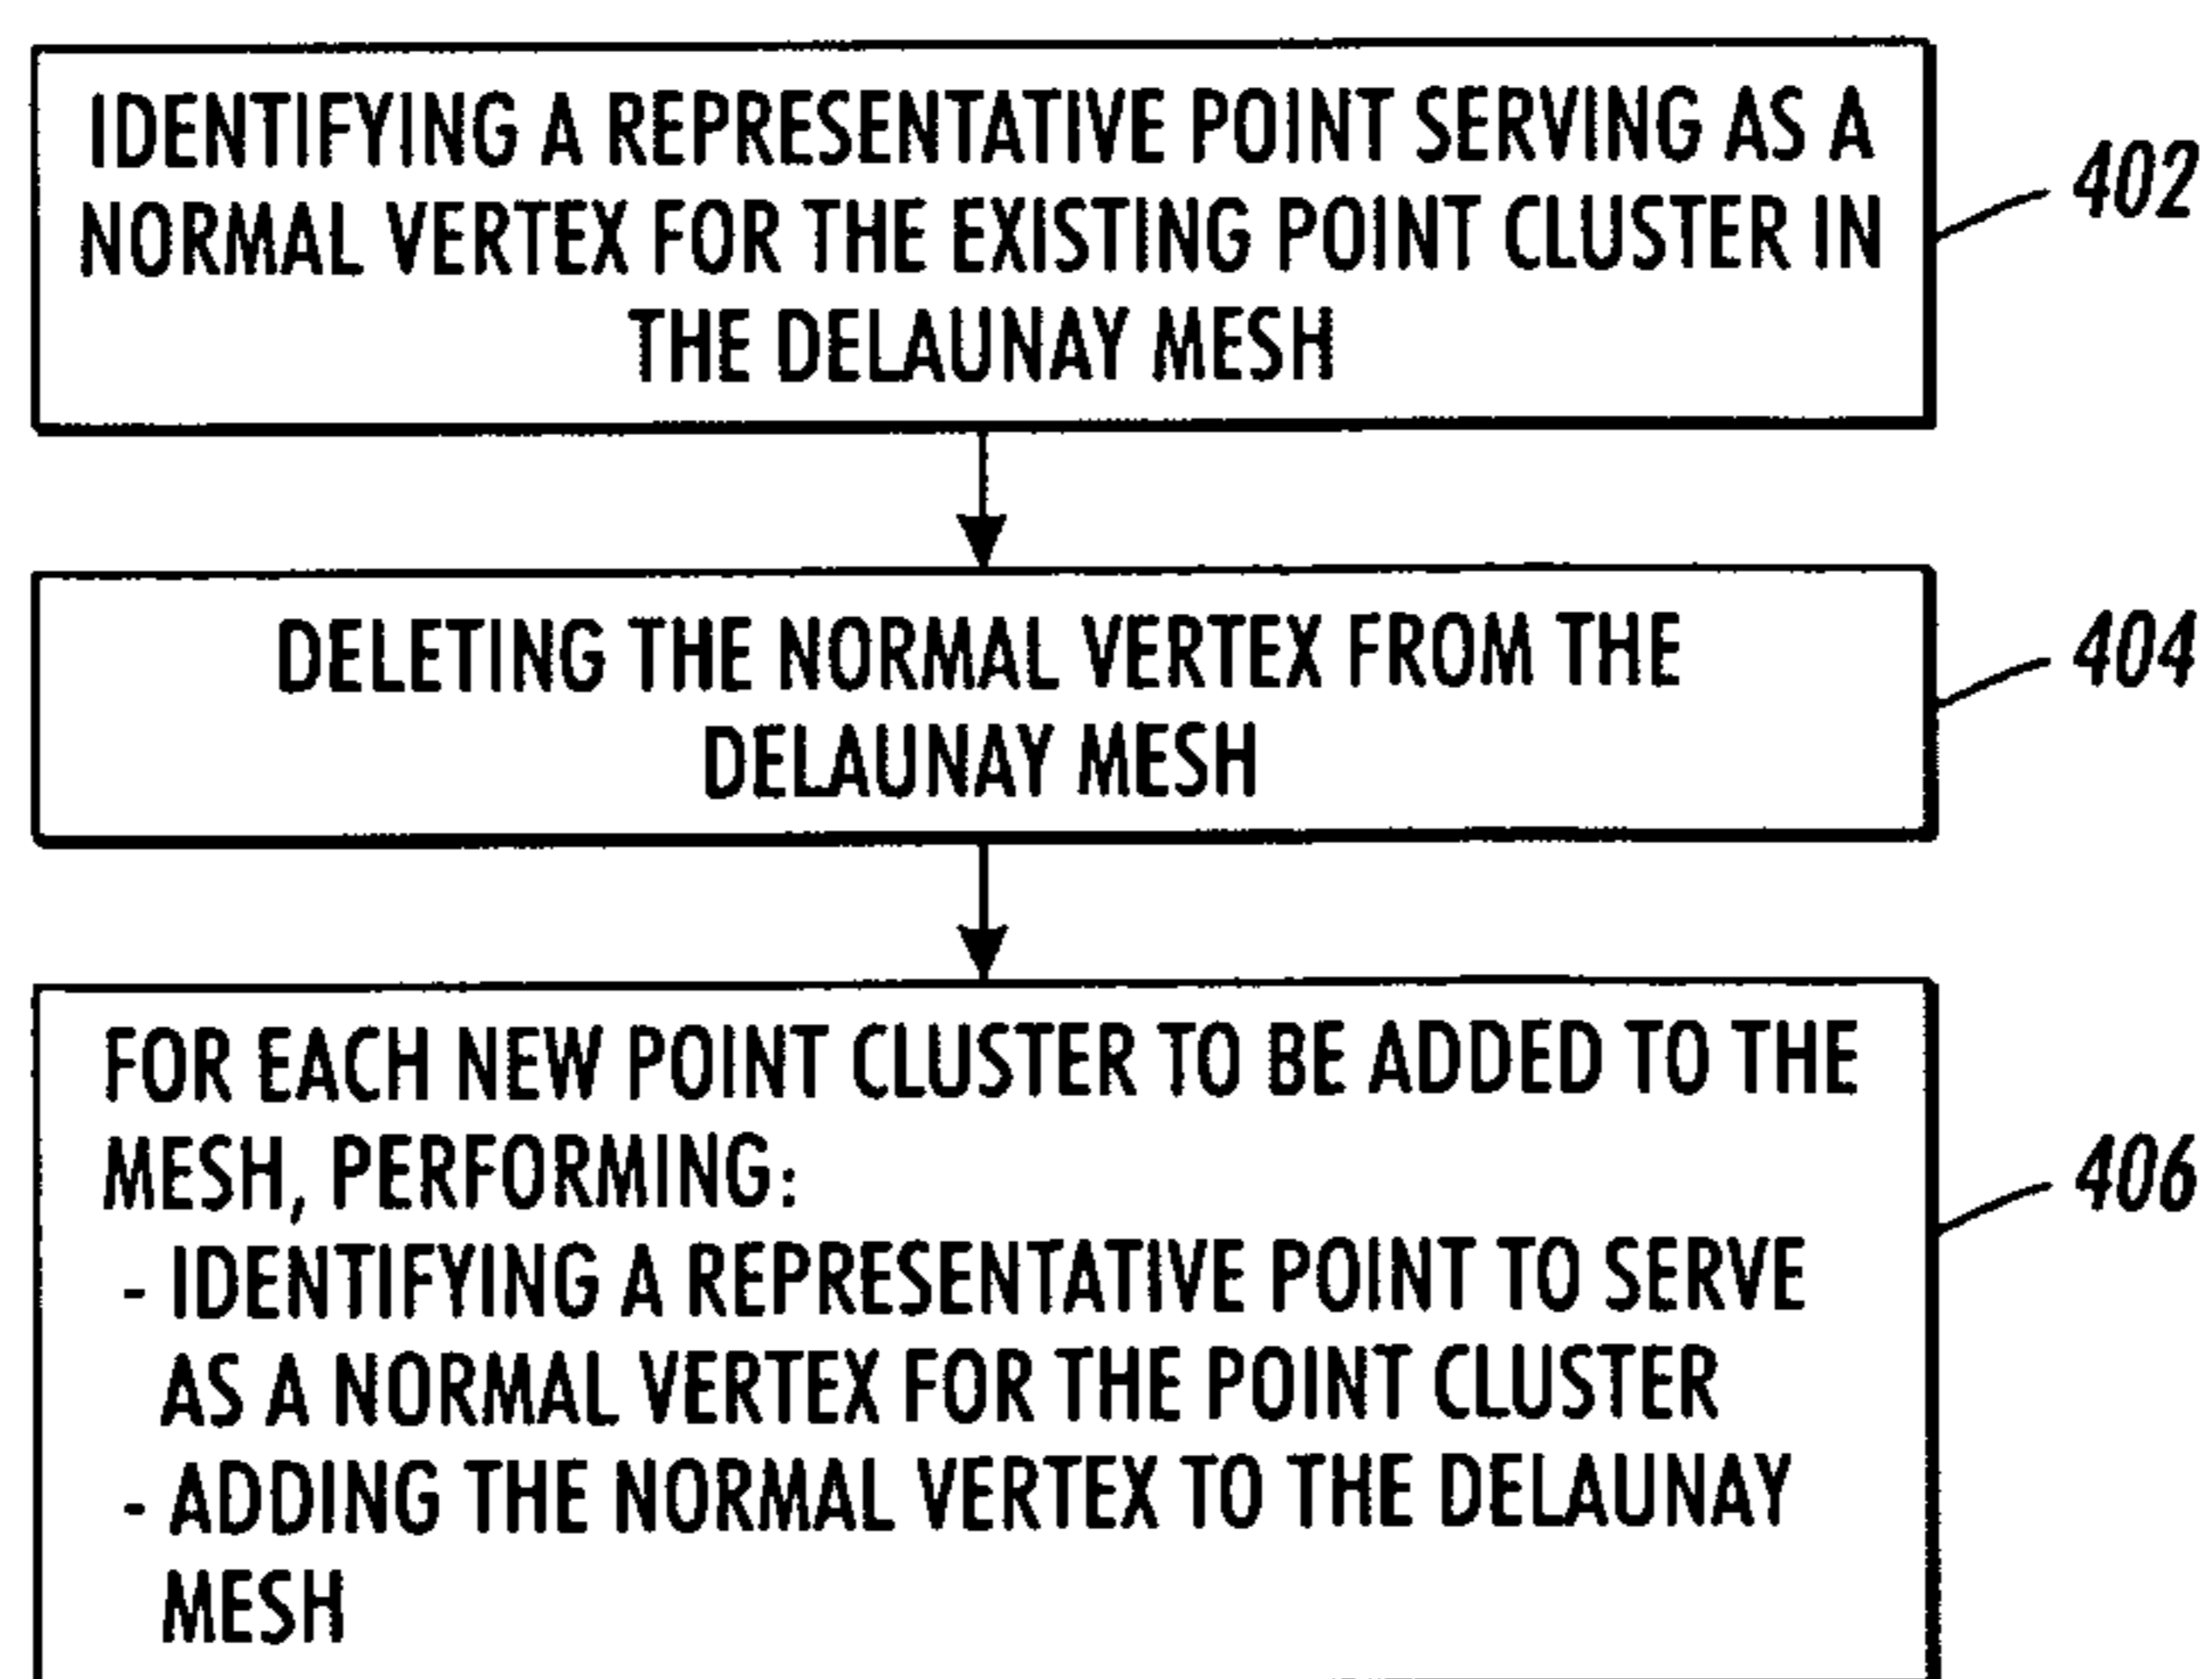 IDENTIFYING A REPRESENTATIVE POINT SERVING AS A
NORMAL VERTEX FOR THE EXISTING POINT CLUSTER IN
THE DELAUNAY MESH
402
DELETING THE NORMAL VERTEX FROM THE
DELAUNAY MESH
404
FOR EACH NEW POINT CLUSTER TO BE ADDED TO THE
MESH, PERFORMING:
- IDENTIFYING A REPRESENTATIVE POINT TO SERVE
AS A NORMAL VERTEX FOR THE POINT CLUSTER
- ADDING THE NORMAL VERTEX TO THE DELAUNAY
MESH
406